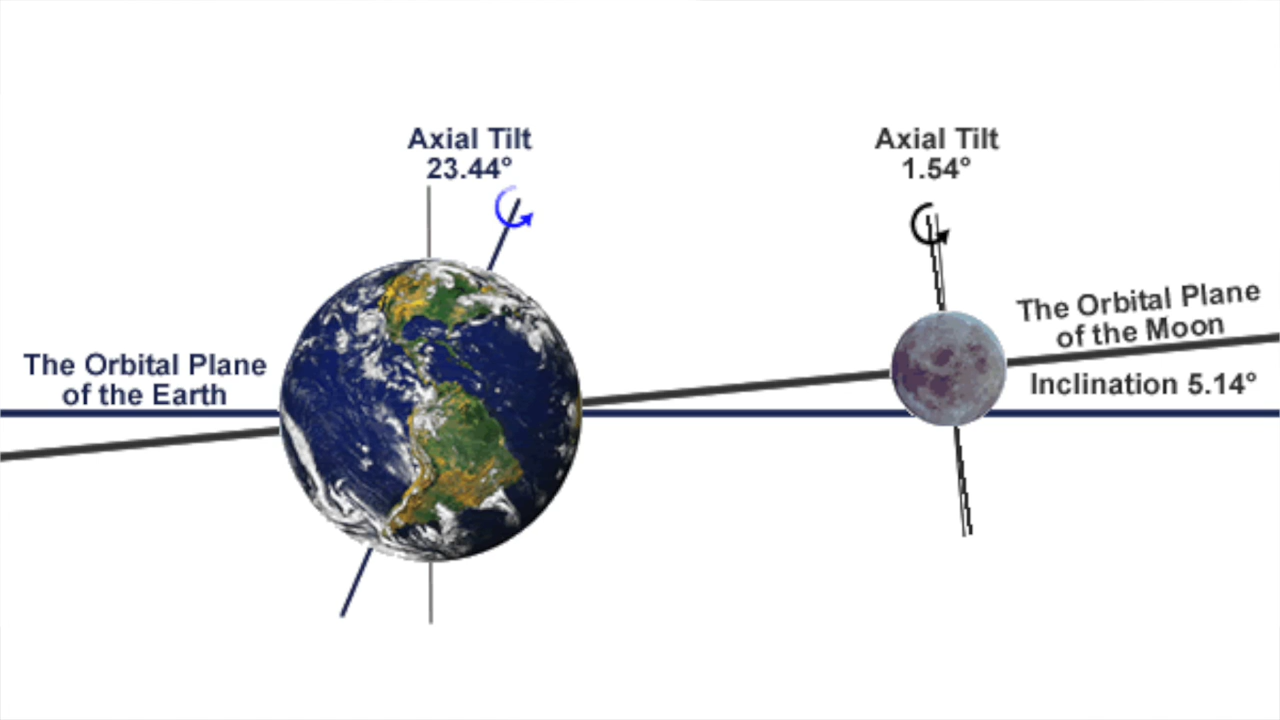 Axial Tilt
23.44°
Axial Tilt
1.54°
The Orbital Plane
of the Earth
The Orbital Plane
of the Moon
Inclination 5.14°